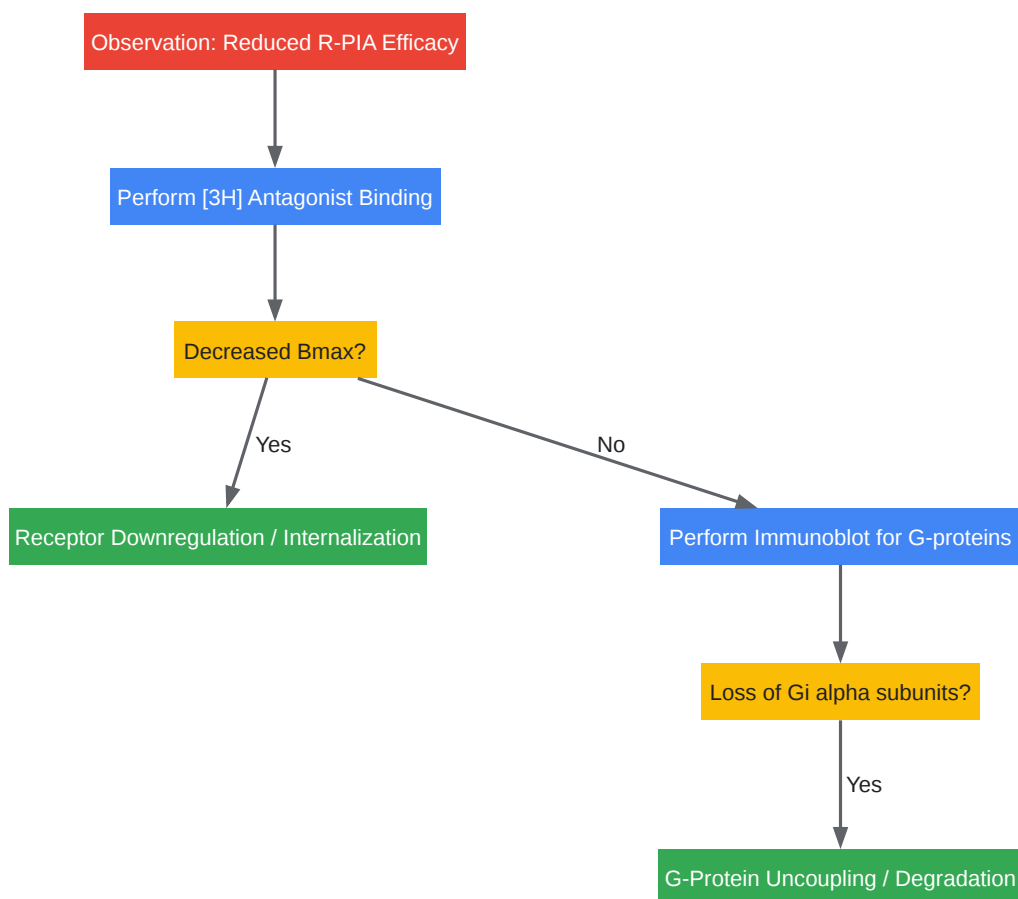 Observation: Reduced R-PIA Efficacy
Perform [3H] Antagonist Binding
Decreased Bmax?
Yes
No
Receptor Downregulation / Internalization
Perform Immunoblot for G-proteins
Loss of Gi alpha subunits?
Yes
G-Protein Uncoupling / Degradation